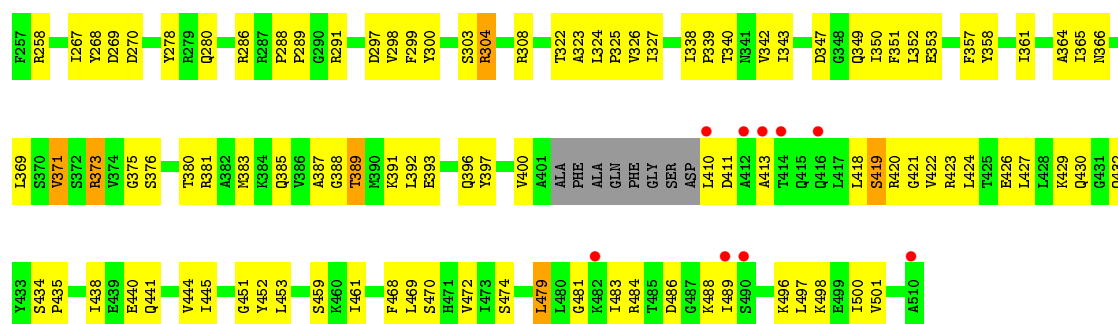 F257 R258 I267 Y268 D269 D270 Y278 R279 Q280 R286 R287 P288 P289 G290 R291 D297 V298 F299 Y300 S303 R304 R308 T322 A323 L324 P325 V326 I327 I338 P339 T340 N341 V342 I343 D347 G348 Q349 I350 F351 L352 E353 F357 Y358 I361 A364 I365 N366
L369 S370 V371 S372 R373 V374 G375 S376 T380 R381 A382 M383 K384 Q385 V386 A387 G388 T389 M390 K391 L392 E393 Q396 Y397 V400 A401 ALA PHE ALA GLN PHE GLY SER ASP L410 D411 A412 A413 T414 Q415 Q416 L417 L418 S419 R420 G421 V422 R423 L424 T425 E426 L427 L428 K429 Q430 G431 Q432
Y433 S434 P435 I438 E439 E440 Q441 V444 I445 G451 Y452 L453 S459 K460 I461 F468 L469 S470 H471 V472 I473 S474 L479 L480 G481 K482 I483 R484 T485 D486 G487 K488 I489 S490 K496 L497 K498 E499 I500 V501 A510